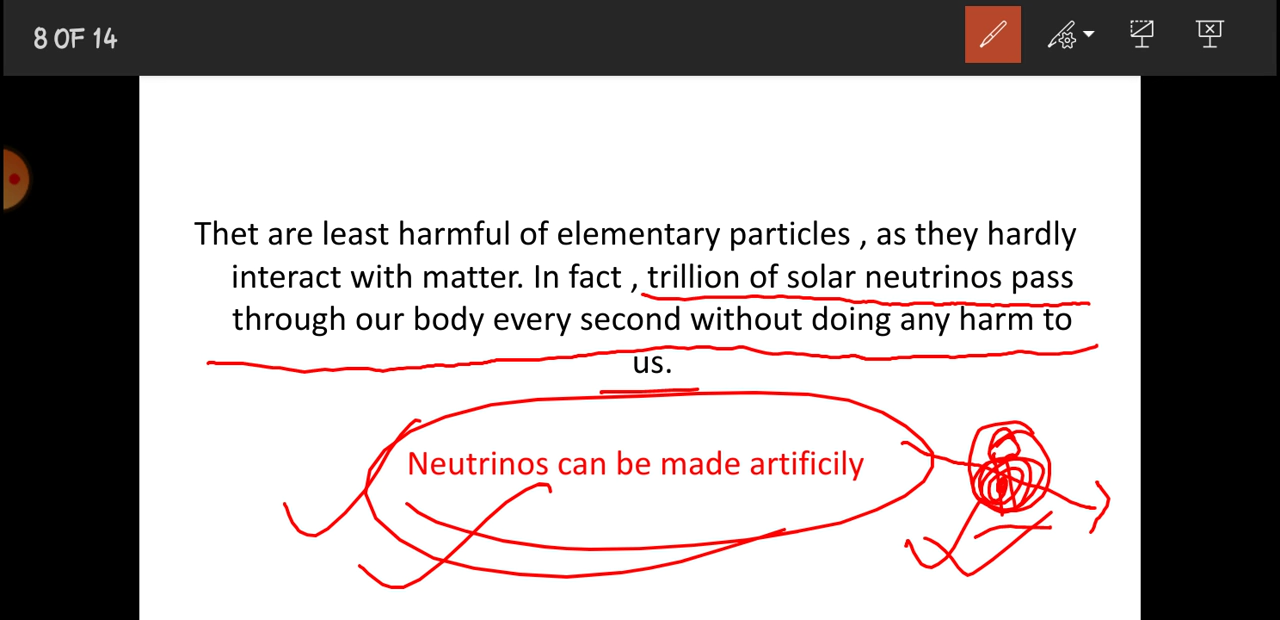 8 OF 14
Thet are least harmful of elementary particles , as they hardly
interact with matter. In fact , trillion of solar neutrinos pass
through our body every second without doing any harm to
us.
Neutrinos can be made artificily